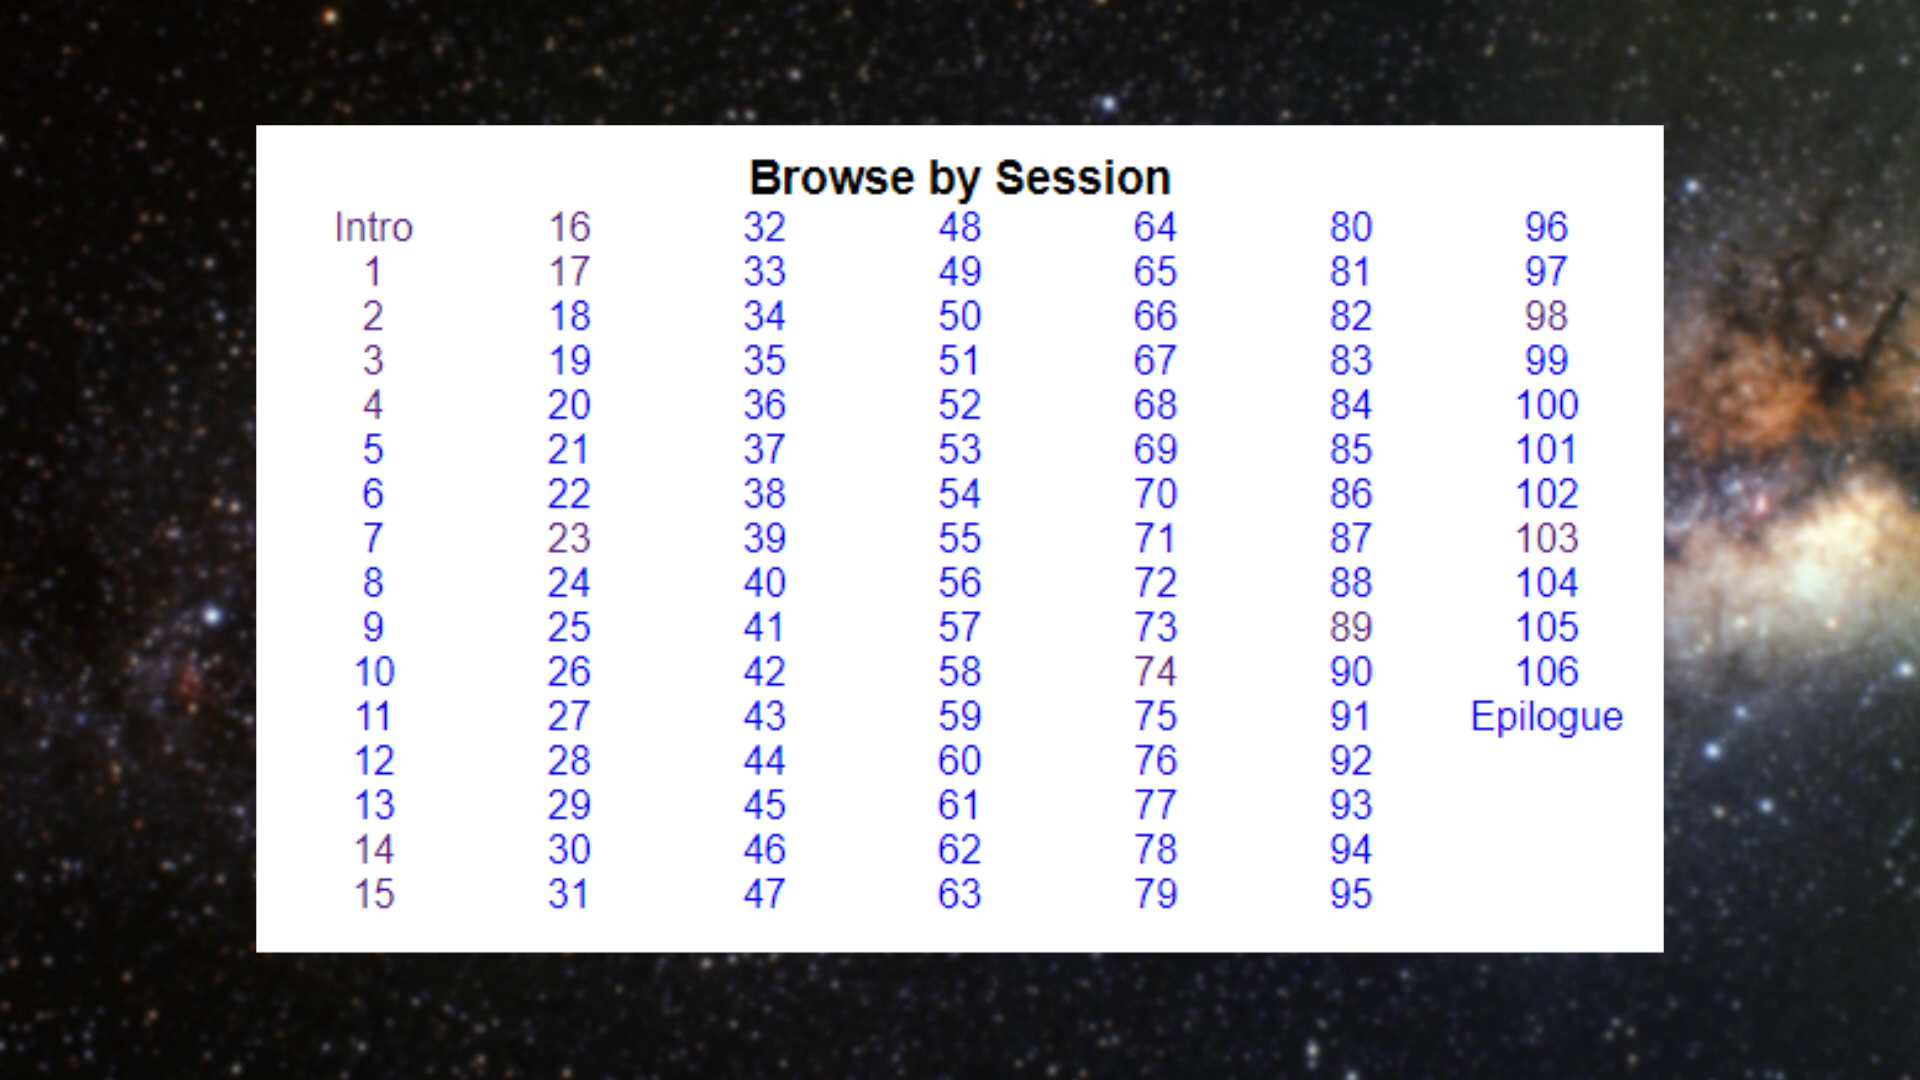 Browse by Session
Intro 16 32 48 64 80 96
1 17 33 49 65 81 97
2 18 34 50 66 82 98
3 19 35 51 67 83 99
4 20 36 52 68 84 100
5 21 37 53 69 85 101
6 22 38 54 70 86 102
7 23 39 55 71 87 103
8 24 40 56 72 88 104
9 25 41 57 73 89 105
10 26 42 58 74 90 106
11 27 43 59 75 91 Epilogue
12 28 44 60 76 92
13 29 45 61 77 93
14 30 46 62 78 94
15 31 47 63 79 95